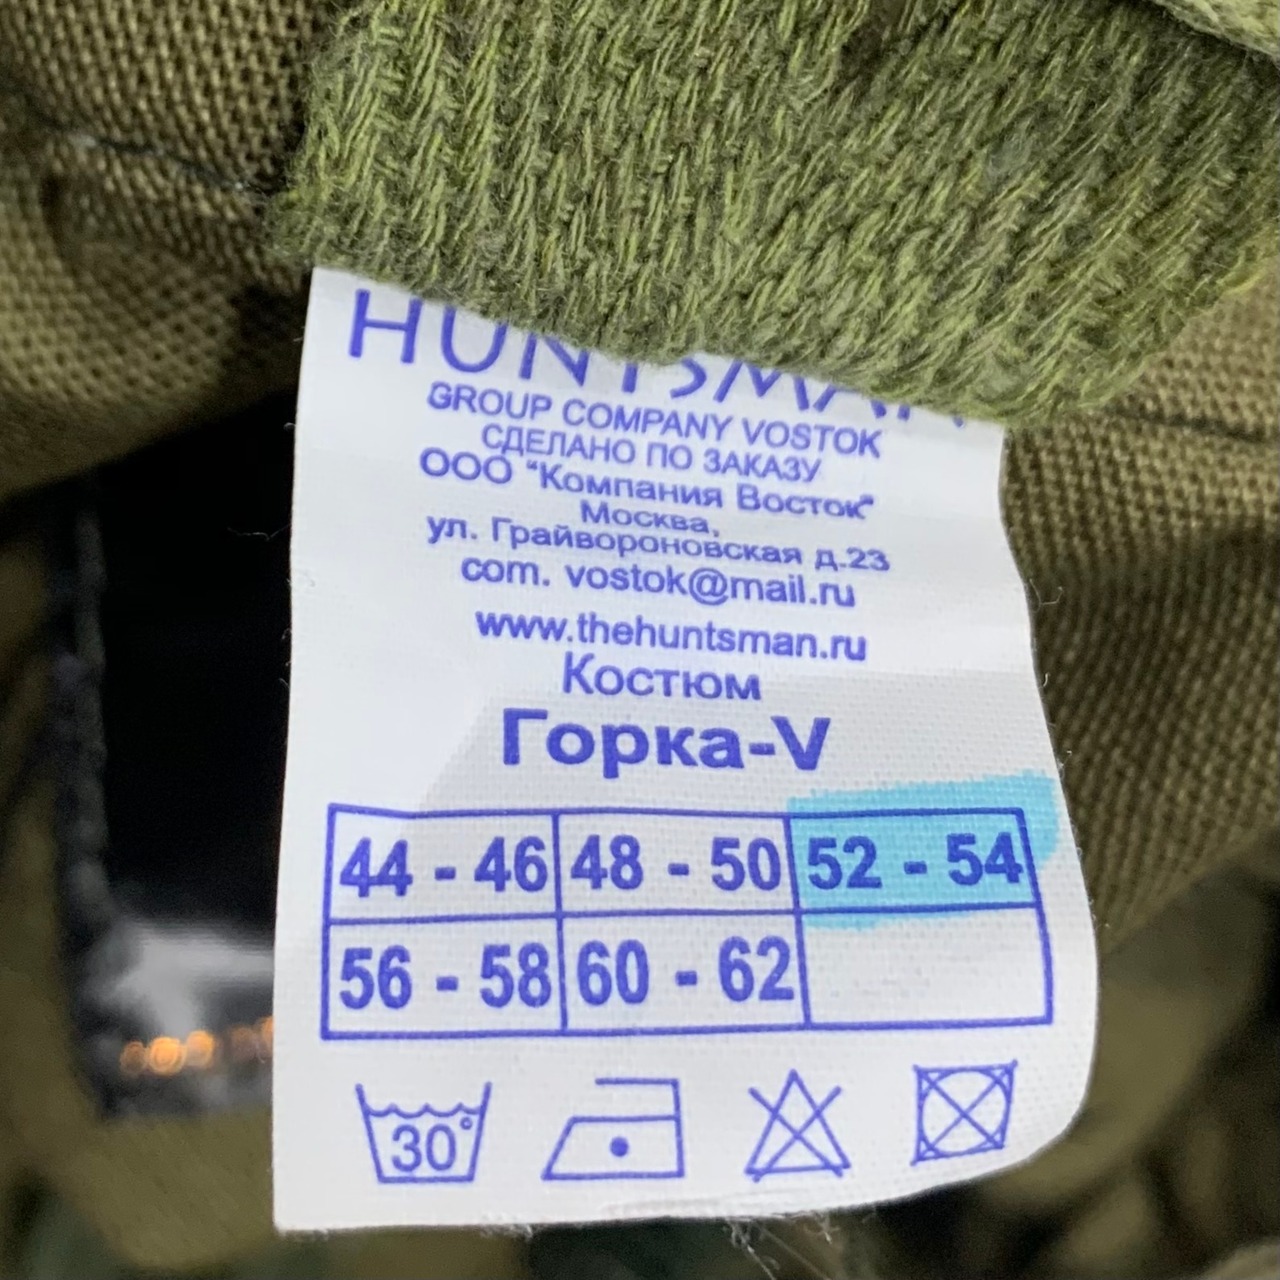 HUNTSMAN
GROUP COMPANY VOSTOK
СДЕЛАНО ПО ЗАКАЗУ
ООО "Компания Восток"
Москва,
ул. Грайвороновская д.23
com. vostok@mail.ru
www.thehuntsman.ru
Костюм
Горка-V
44 - 46 48 - 50 52 - 54
56 - 58 60 - 62
30°